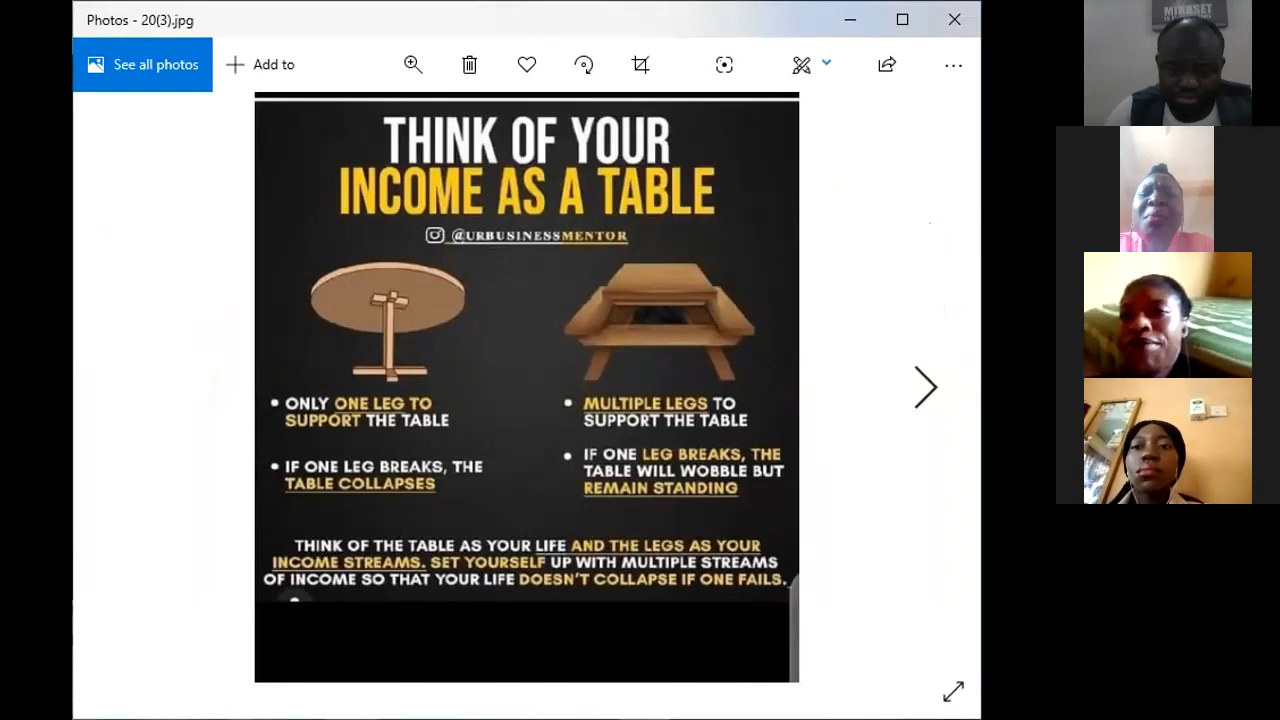 Photos - 20(3).jpg
See all photos
Add to
MINDSET
THINK OF YOUR
INCOME AS A TABLE
@URBUSINESSMENTOR
ONLY ONE LEG TO
SUPPORT THE TABLE
IF ONE LEG BREAKS, THE
TABLE COLLAPSES
MULTIPLE LEGS TO
SUPPORT THE TABLE
IF ONE LEG BREAKS, THE
TABLE WILL WOBBLE BUT
REMAIN STANDING
THINK OF THE TABLE AS YOUR LIFE AND THE LEGS AS YOUR
INCOME STREAMS. SET YOURSELF UP WITH MULTIPLE STREAMS
OF INCOME SO THAT YOUR LIFE DOESN'T COLLAPSE IF ONE FAILS.